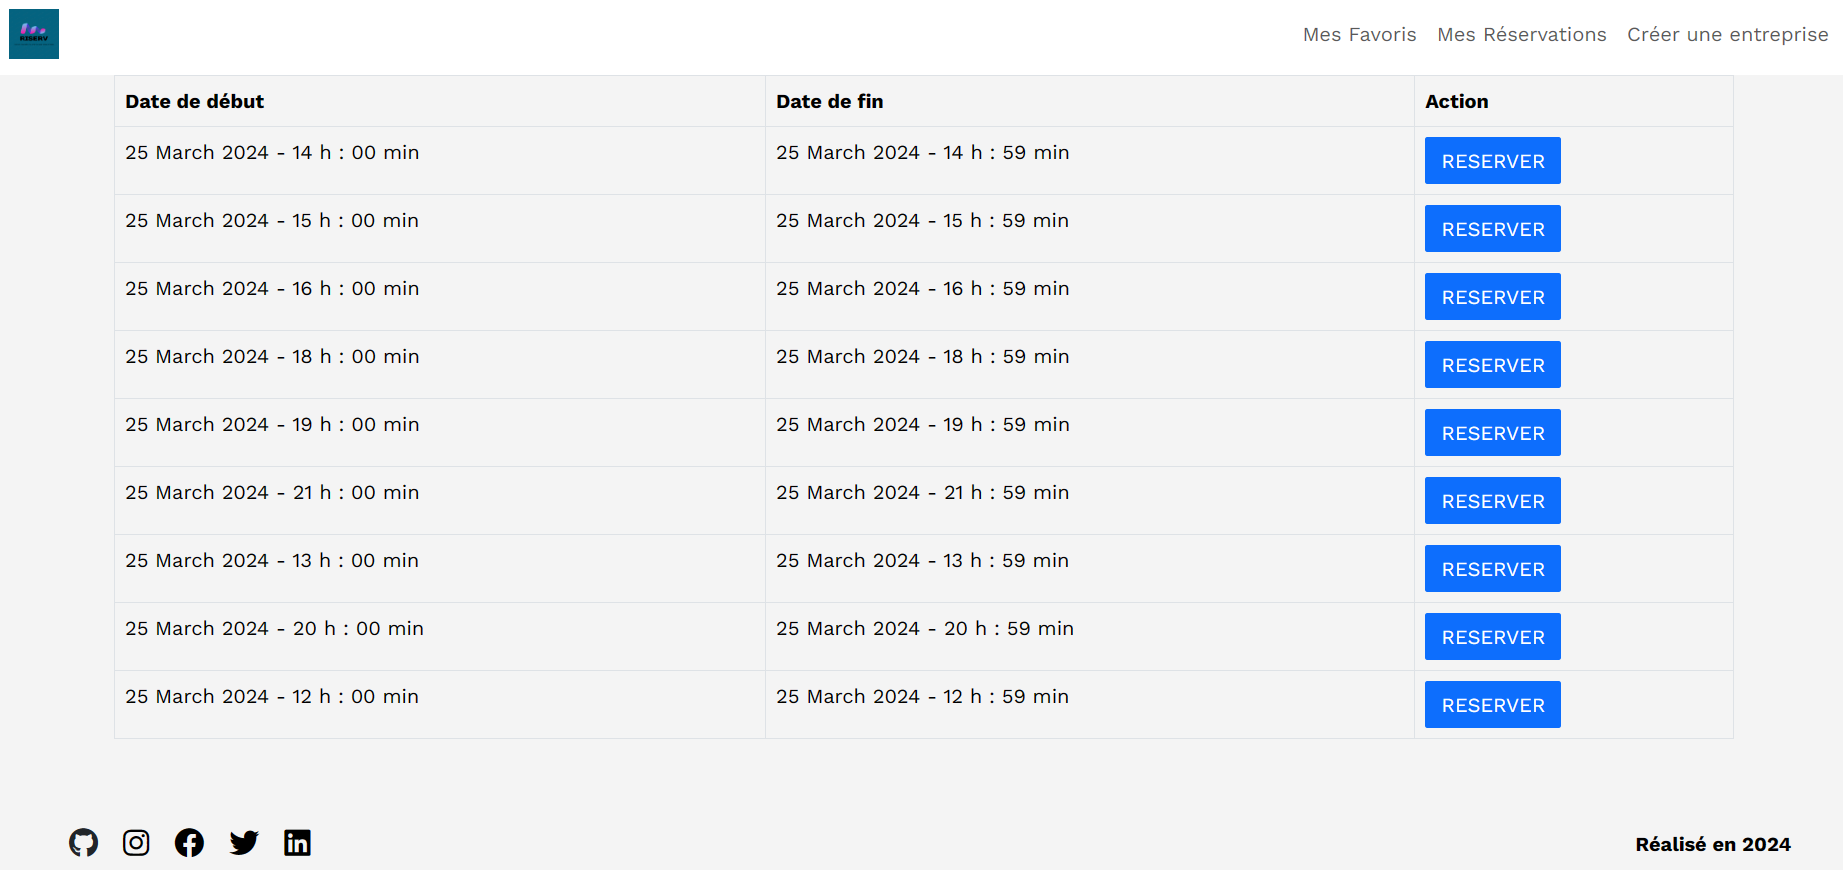 RISERV
Mes Favoris Mes Réservations Créer une entreprise
Date de début Date de fin Action
25 March 2024 - 14 h : 00 min 25 March 2024 - 14 h : 59 min RESERVER
25 March 2024 - 15 h : 00 min 25 March 2024 - 15 h : 59 min RESERVER
25 March 2024 - 16 h : 00 min 25 March 2024 - 16 h : 59 min RESERVER
25 March 2024 - 18 h : 00 min 25 March 2024 - 18 h : 59 min RESERVER
25 March 2024 - 19 h : 00 min 25 March 2024 - 19 h : 59 min RESERVER
25 March 2024 - 21 h : 00 min 25 March 2024 - 21 h : 59 min RESERVER
25 March 2024 - 13 h : 00 min 25 March 2024 - 13 h : 59 min RESERVER
25 March 2024 - 20 h : 00 min 25 March 2024 - 20 h : 59 min RESERVER
25 March 2024 - 12 h : 00 min 25 March 2024 - 12 h : 59 min RESERVER
Réalisé en 2024